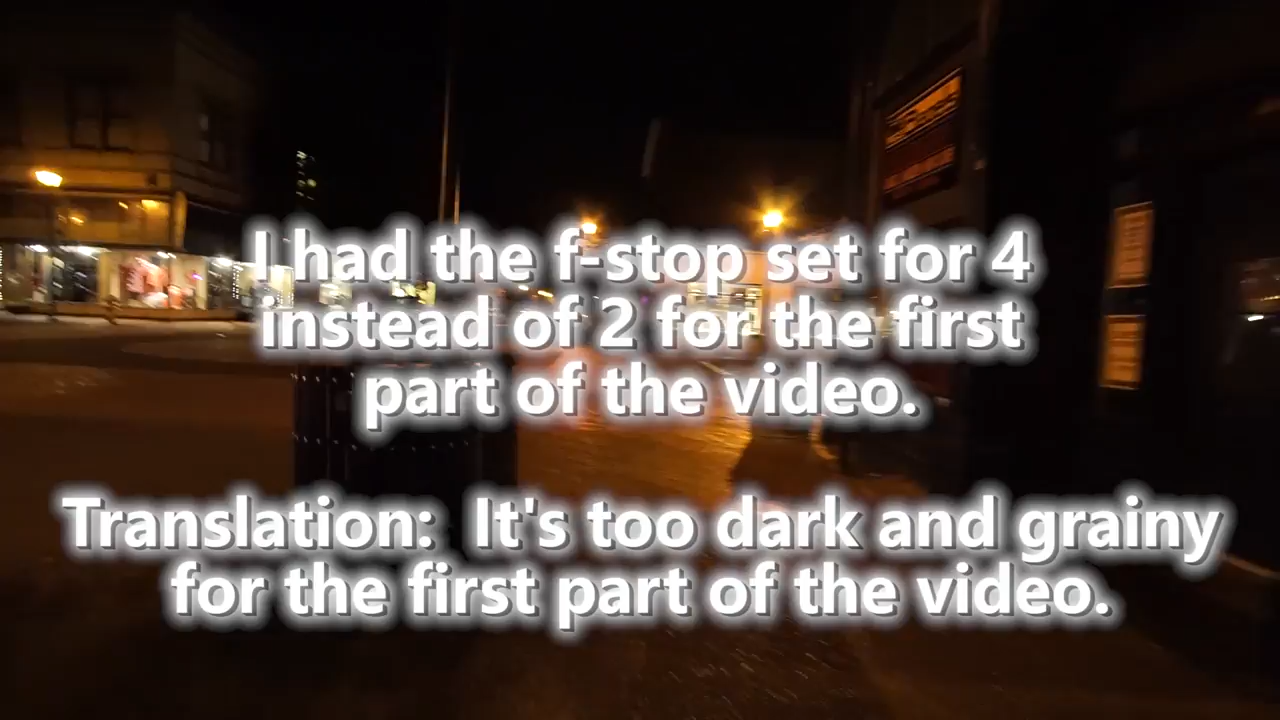 I had the f-stop set for 4
instead of 2 for the first
part of the video.
Translation:  It's too dark and grainy
for the first part of the video.